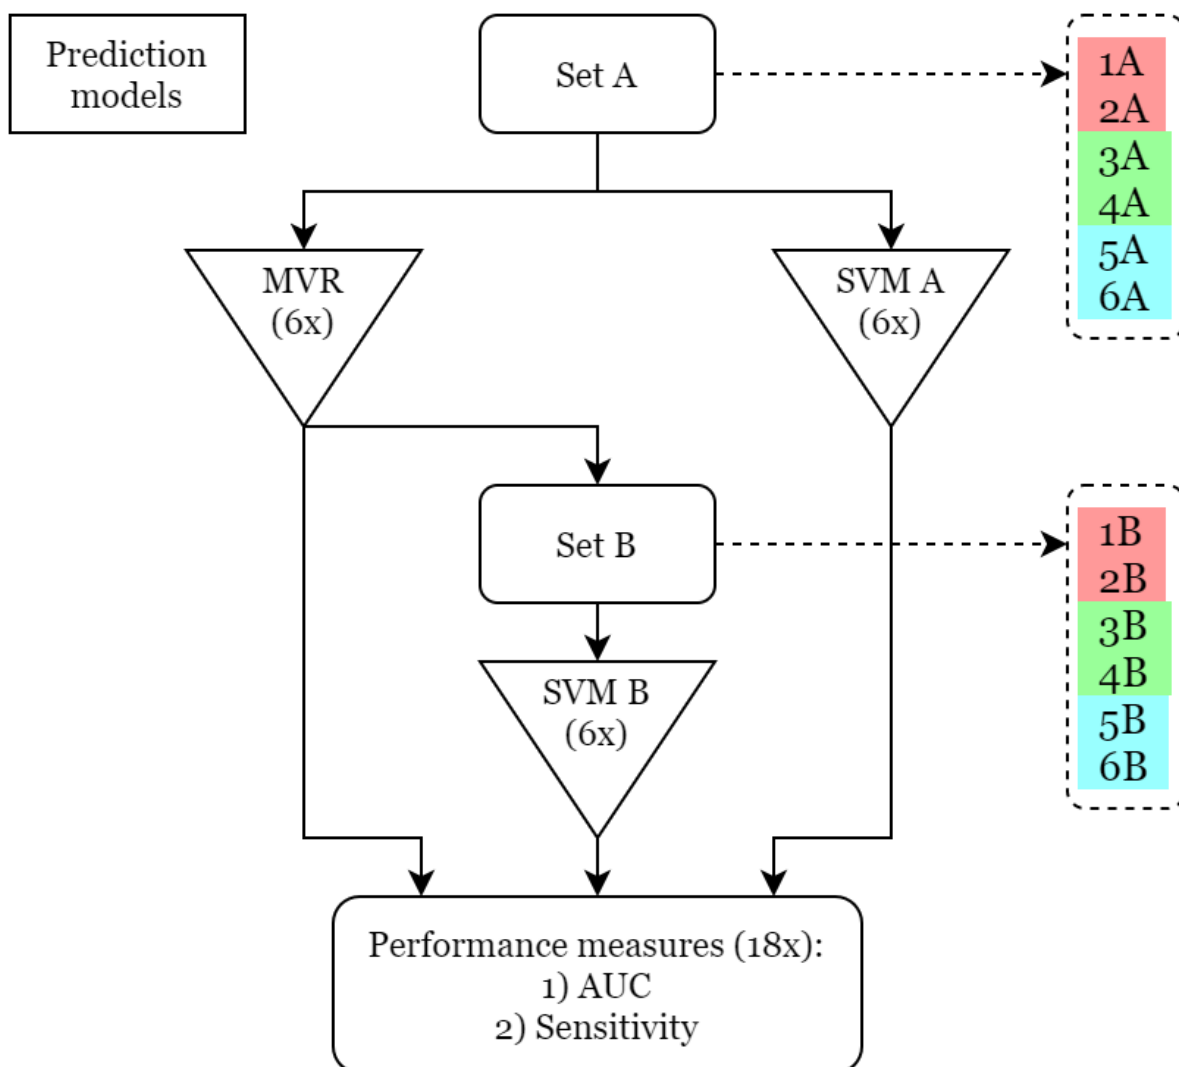 Prediction
models
Set A
1A
2A
3A
4A
5A
6A
MVR
(6x)
SVM A
(6x)
Set B
1B
2B
3B
4B
5B
6B
SVM B
(6x)
Performance measures (18x):
1) AUC
2) Sensitivity